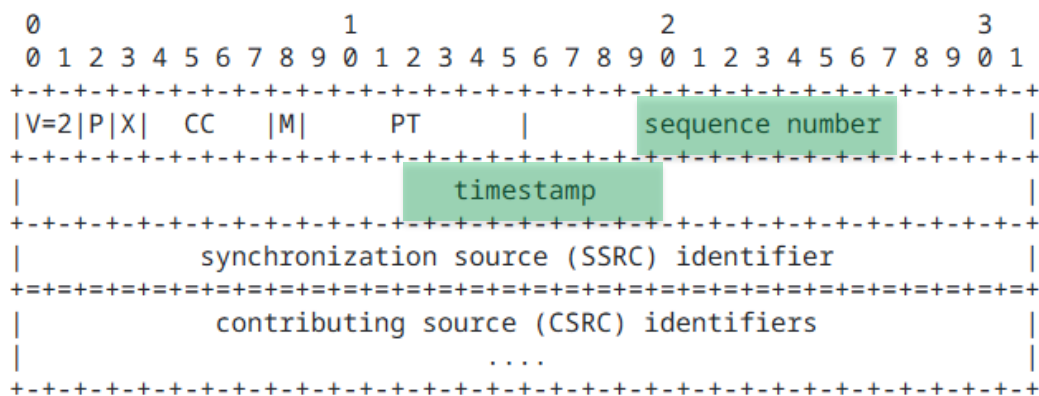 0                   1                   2                   3
0 1 2 3 4 5 6 7 8 9 0 1 2 3 4 5 6 7 8 9 0 1 2 3 4 5 6 7 8 9 0 1
+-+-+-+-+-+-+-+-+-+-+-+-+-+-+-+-+-+-+-+-+-+-+-+-+-+-+-+-+-+-+-+-+
|V=2|P|X|  CC   |M|     PT      |       sequence number         |
+-+-+-+-+-+-+-+-+-+-+-+-+-+-+-+-+-+-+-+-+-+-+-+-+-+-+-+-+-+-+-+-+
|                           timestamp                           |
+-+-+-+-+-+-+-+-+-+-+-+-+-+-+-+-+-+-+-+-+-+-+-+-+-+-+-+-+-+-+-+-+
|           synchronization source (SSRC) identifier            |
+=+=+=+=+=+=+=+=+=+=+=+=+=+=+=+=+=+=+=+=+=+=+=+=+=+=+=+=+=+=+=+=+
|            contributing source (CSRC) identifiers             |
|                             ....                              |
+-+-+-+-+-+-+-+-+-+-+-+-+-+-+-+-+-+-+-+-+-+-+-+-+-+-+-+-+-+-+-+-+